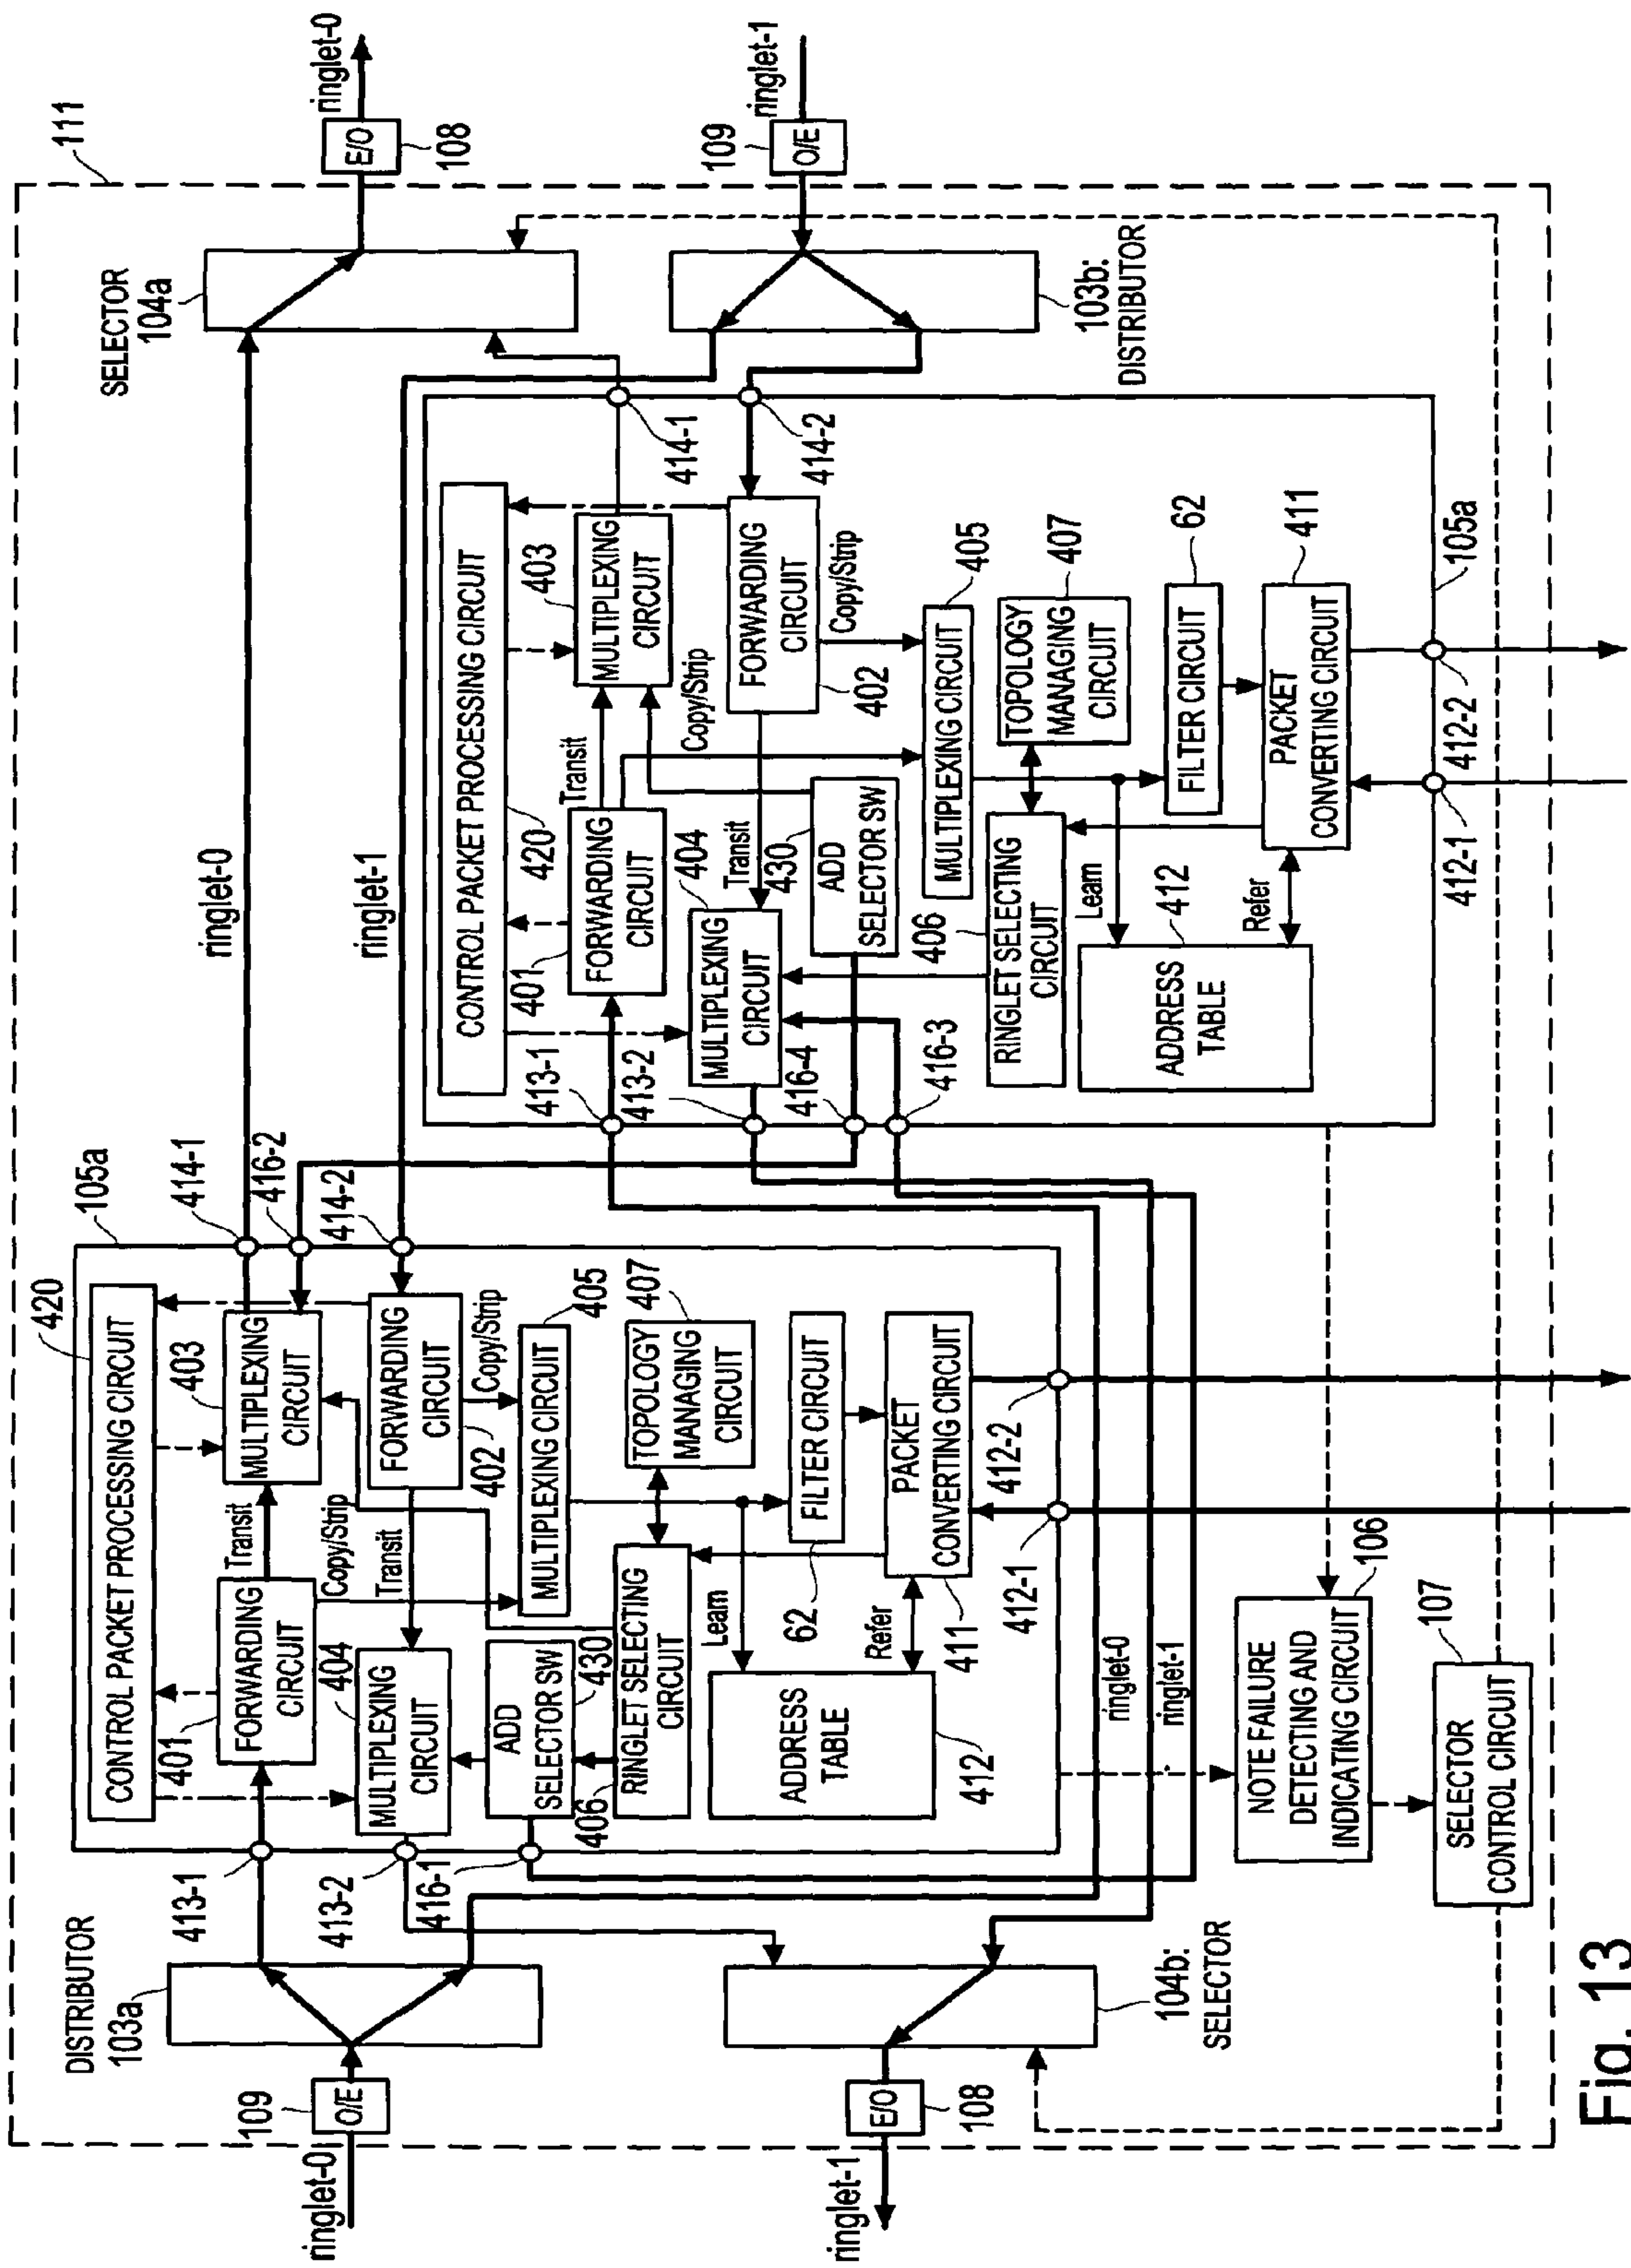 111
ringlet-0
E/O
108
ringlet-1
109
O/E
SELECTOR
104a
103b:
DISTRIBUTOR
ringlet-0
ringlet-1
414-1
414-2
CONTROL PACKET PROCESSING CIRCUIT
420
403
MULTIPLEXING
CIRCUIT
Transit
Copy/Strip
401
FORWARDING
CIRCUIT
FORWARDING
CIRCUIT
402
Copy/Strip
404
Transit
MULTIPLEXING
CIRCUIT
430
ADD
SELECTOR SW
405
MULTIPLEXING CIRCUIT
406
RINGLET SELECTING
CIRCUIT
TOPOLOGY
MANAGING
CIRCUIT
407
Learn
412
ADDRESS
TABLE
Refer
62
FILTER CIRCUIT
411
PACKET
CONVERTING CIRCUIT
105a
412-2
412-1
413-1
413-2
416-4
416-3
105a
414-1
416-2
414-2
420
CONTROL PACKET PROCESSING CIRCUIT
403
MULTIPLEXING
CIRCUIT
Transit
Copy/Strip
401
FORWARDING
CIRCUIT
FORWARDING
CIRCUIT
402
Copy/Strip
Transit
404
MULTIPLEXING
CIRCUIT
405
MULTIPLEXING CIRCUIT
ADD
SELECTOR SW
430
406
RINGLET SELECTING
CIRCUIT
407
TOPOLOGY
MANAGING
CIRCUIT
Learn
ADDRESS
TABLE
412
Refer
62
FILTER CIRCUIT
PACKET
CONVERTING CIRCUIT
411
412-2
412-1
ringlet-0
ringlet-1
413-1
413-2
416-1
NOTE FAILURE
DETECTING AND
INDICATING CIRCUIT
106
107
SELECTOR
CONTROL CIRCUIT
DISTRIBUTOR
103a
104b:
SELECTOR
109
O/E
ringlet-0
E/O
108
ringlet-1
Fig. 13